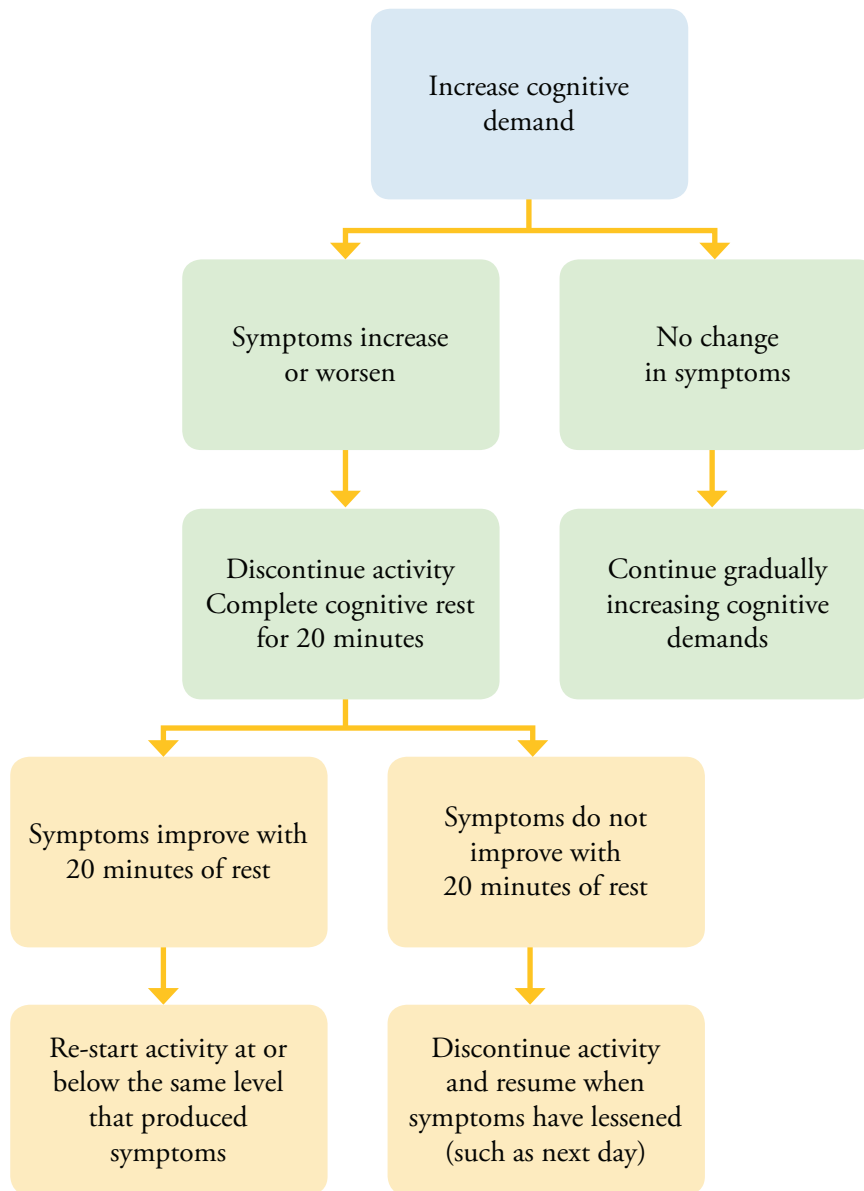 Increase cognitive
demand
Symptoms increase
or worsen
No change
in symptoms
Discontinue activity
Complete cognitive rest
for 20 minutes
Continue gradually
increasing cognitive
demands
Symptoms improve with
20 minutes of rest
Symptoms do not
improve with
20 minutes of rest
Re-start activity at or
below the same level
that produced
symptoms
Discontinue activity
and resume when
symptoms have lessened
(such as next day)